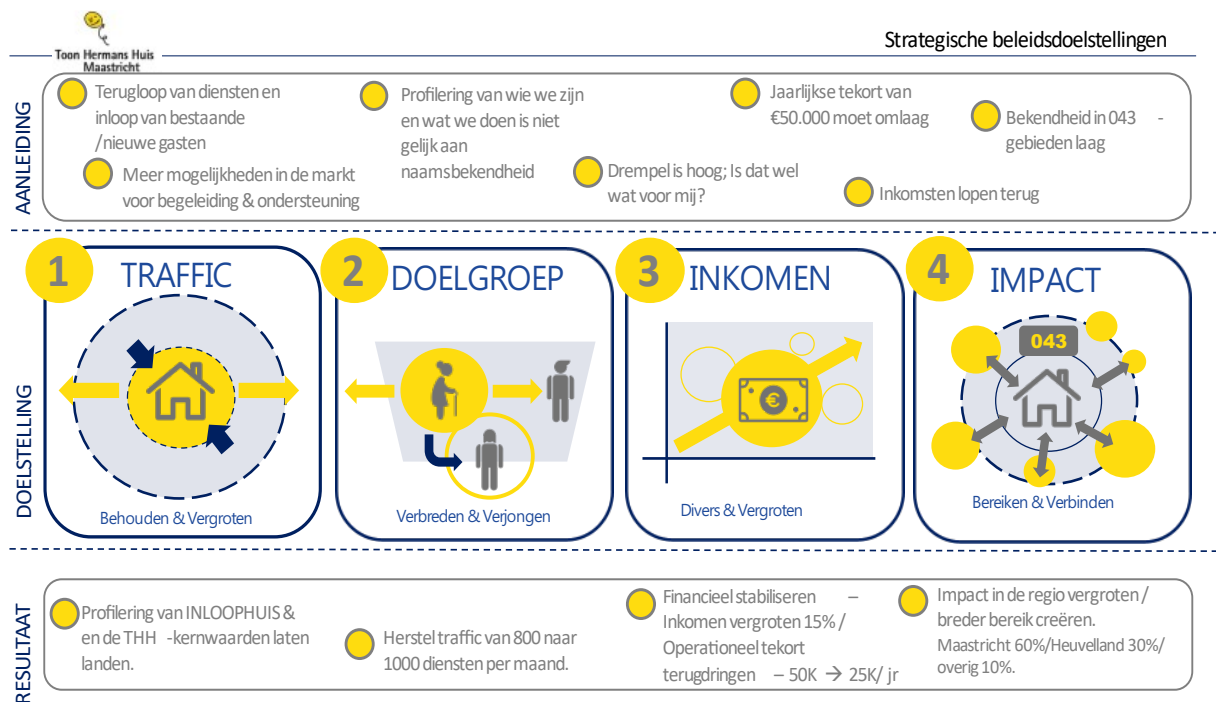 Toon Hermans Huis
Maastricht
Strategische beleidsdoelstellingen
AANLEIDING
Terugloop van diensten en
inloop van bestaande
/nieuwe gasten
Meer mogelijkheden in de markt
voor begeleiding & ondersteuning
Profilering van wie we zijn
en wat we doen is niet
gelijk aan
naamsbekendheid
Drempel is hoog; Is dat wel
wat voor mij?
Jaarlijkse tekort van
€50.000 moet omlaag
Inkomsten lopen terug
Bekendheid in 043 -
gebieden laag
DOELSTELLING
1
TRAFFIC
Behouden & Vergroten
2
DOELGROEP
Verbreden & Verjongen
3
INKOMEN
€
Divers & Vergroten
4
IMPACT
043
Bereiken & Verbinden
RESULTAAT
Profilering van INLOOPHUIS &
en de THH -kernwaarden laten
landen.
Herstel traffic van 800 naar
1000 diensten per maand.
Financieel stabiliseren –
Inkomen vergroten 15% /
Operationeel tekort
terugdringen – 50K → 25K/ jr
Impact in de regio vergroten /
breder bereik creëren.
Maastricht 60%/Heuvelland 30%/
overig 10%.